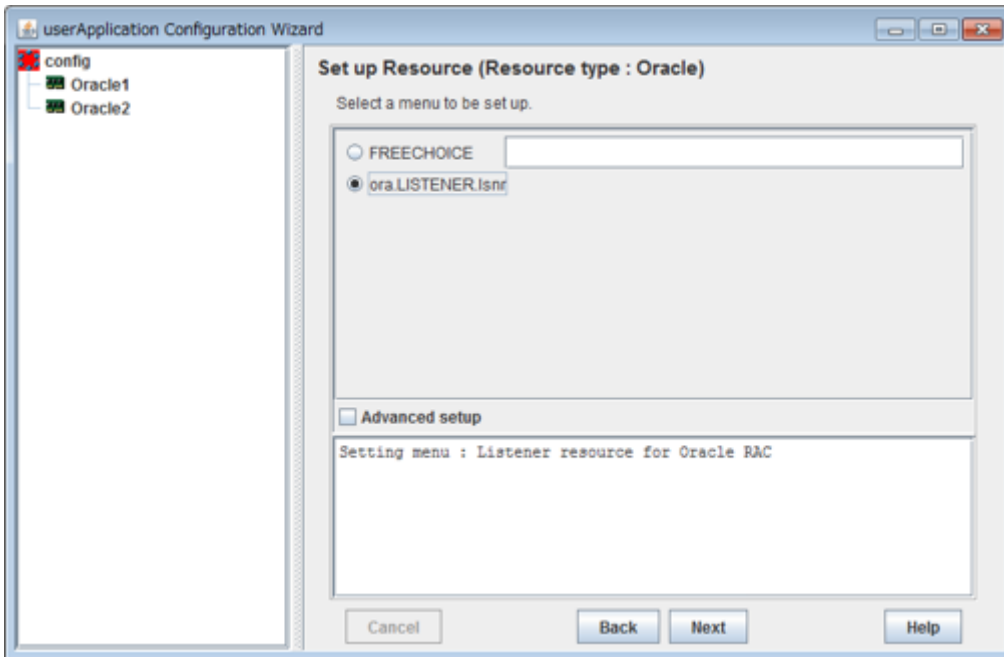 userApplication Configuration Wizard
config
Oracle1
Oracle2
Set up Resource (Resource type : Oracle)
Select a menu to be set up.
FREECHOICE
ora.LISTENER.lsnr
Advanced setup
Setting menu : Listener resource for Oracle RAC
Cancel
Back
Next
Help